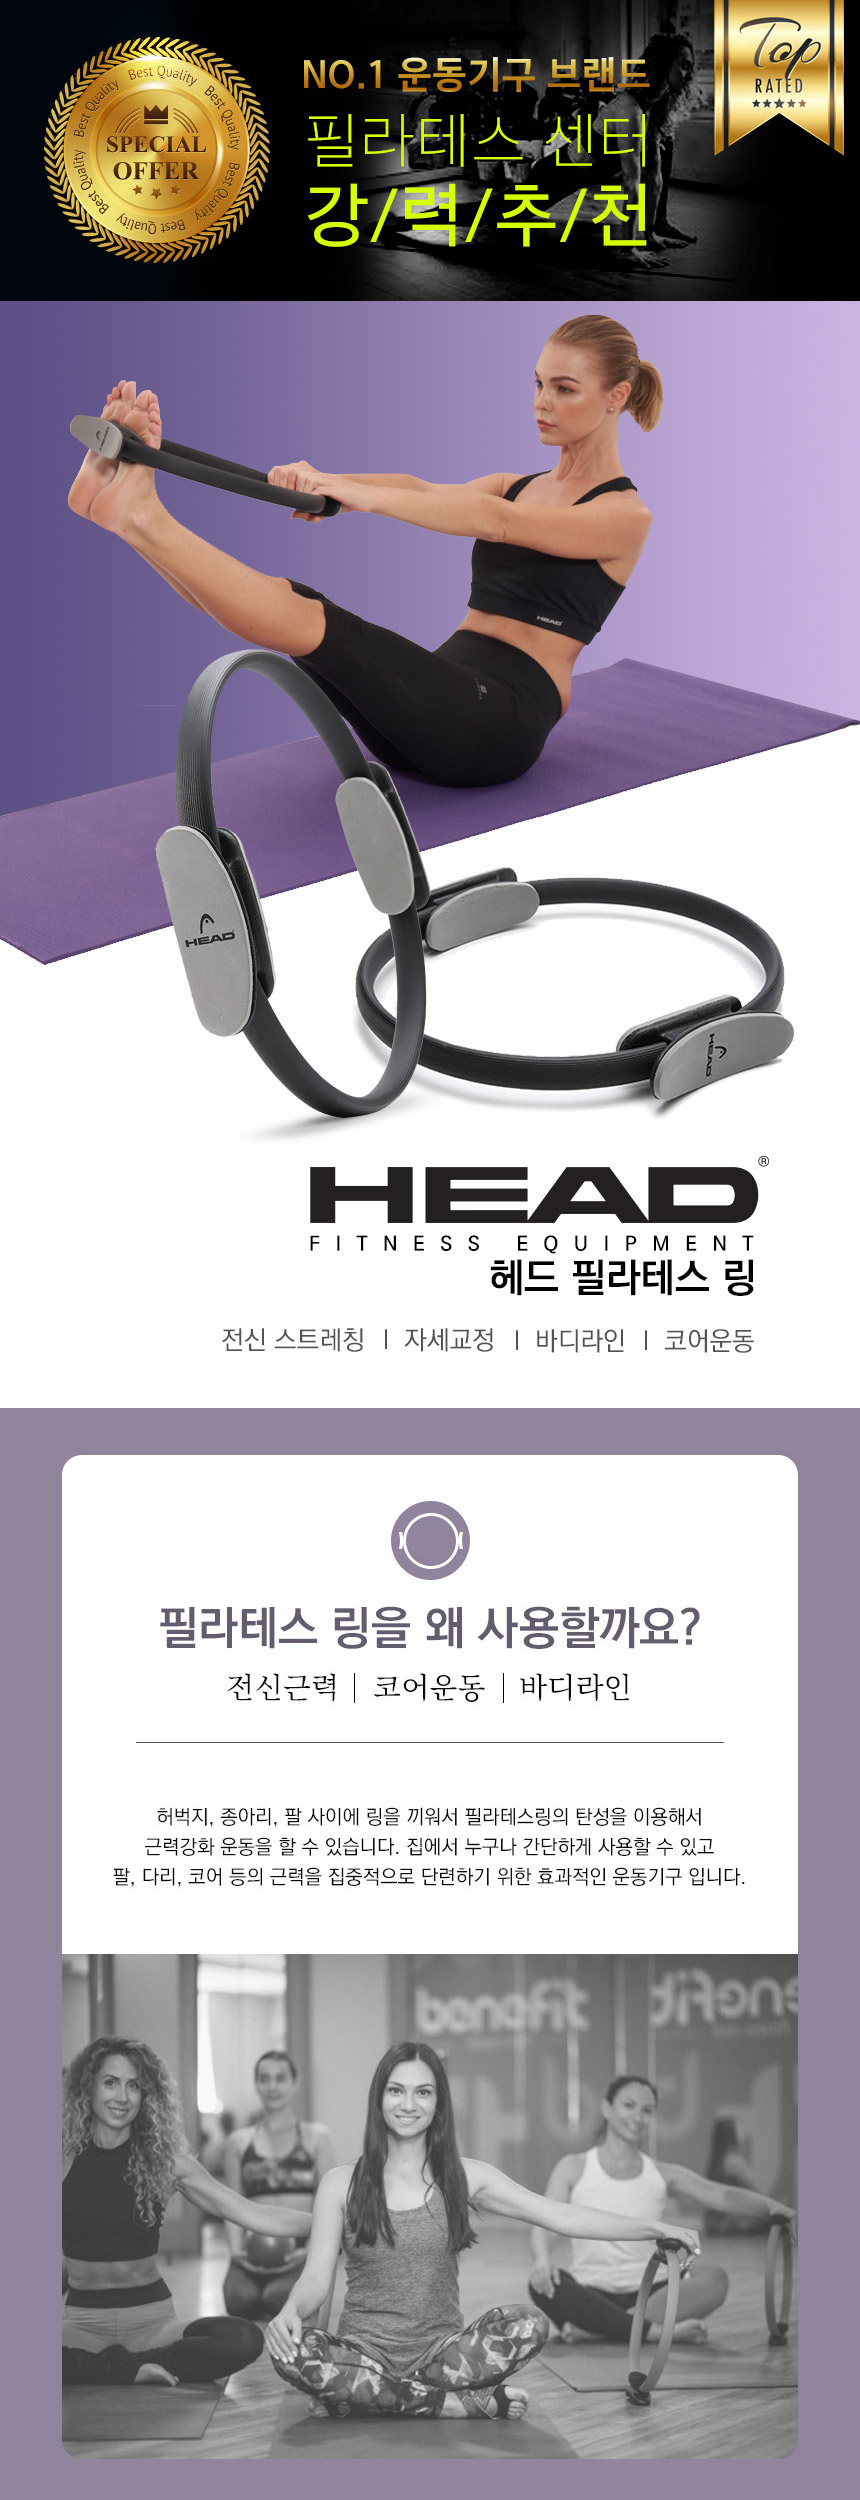 Best Quality Best Quality Best Quality Best Quality Best Quality Best Quality Best Quality
SPECIAL
OFFER
NO.1 운동기구 브랜드
필라테스 센터
강/력/추/천
Top
RATED
HEAD
HEAD
HEAD
HEAD®
FITNESS EQUIPMENT
헤드 필라테스 링
전신 스트레칭 | 자세교정 | 바디라인 | 코어운동
필라테스 링을 왜 사용할까요?
전신근력 | 코어운동 | 바디라인
허벅지, 종아리, 팔 사이에 링을 끼워서 필라테스링의 탄성을 이용해서
근력강화 운동을 할 수 있습니다. 집에서 누구나 간단하게 사용할 수 있고
팔, 다리, 코어 등의 근력을 집중적으로 단련하기 위한 효과적인 운동기구 입니다.